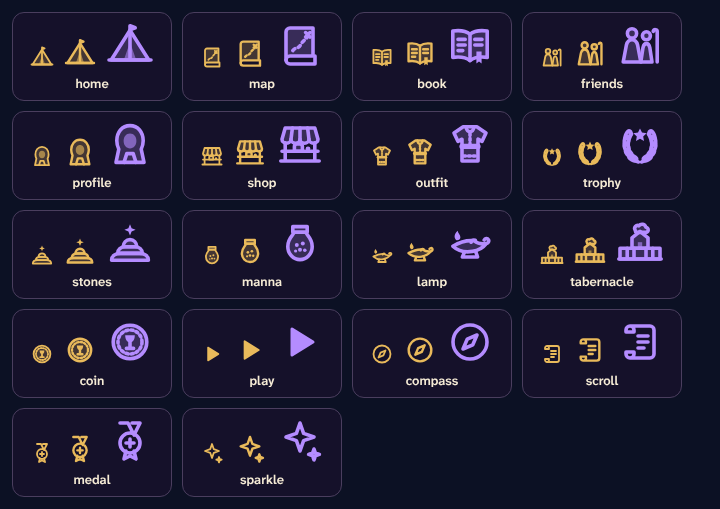 home
map
book
friends
profile
shop
outfit
trophy
stones
manna
lamp
tabernacle
coin
play
compass
scroll
medal
sparkle